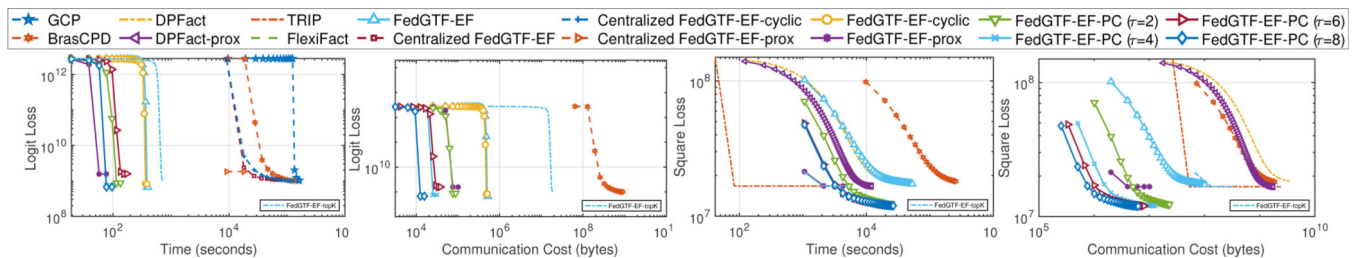 GCP DPFact TRIP FedGTF-EF Centralized FedGTF-EF-cyclic FedGTF-EF-cyclic FedGTF-EF-PC (τ=2) FedGTF-EF-PC (τ=6)
BrasCPD DPFact-prox FlexiFact Centralized FedGTF-EF Centralized FedGTF-EF-prox FedGTF-EF-prox FedGTF-EF-PC (τ=4) FedGTF-EF-PC (τ=8)
Logit Loss
10^12
10^10
10^8
FedGTF-EF-topK
10^2 10^4 10
Time (seconds)
Logit Loss
10^10
FedGTF-EF-topK
10^4 10^6 10^8 10
Communication Cost (bytes)
Square Loss
10^8
10^7
FedGTF-EF-topK
10^2 10^4 10
Time (seconds)
Square Loss
10^8
10^7
FedGTF-EF-topK
10^5 10^10
Communication Cost (bytes)